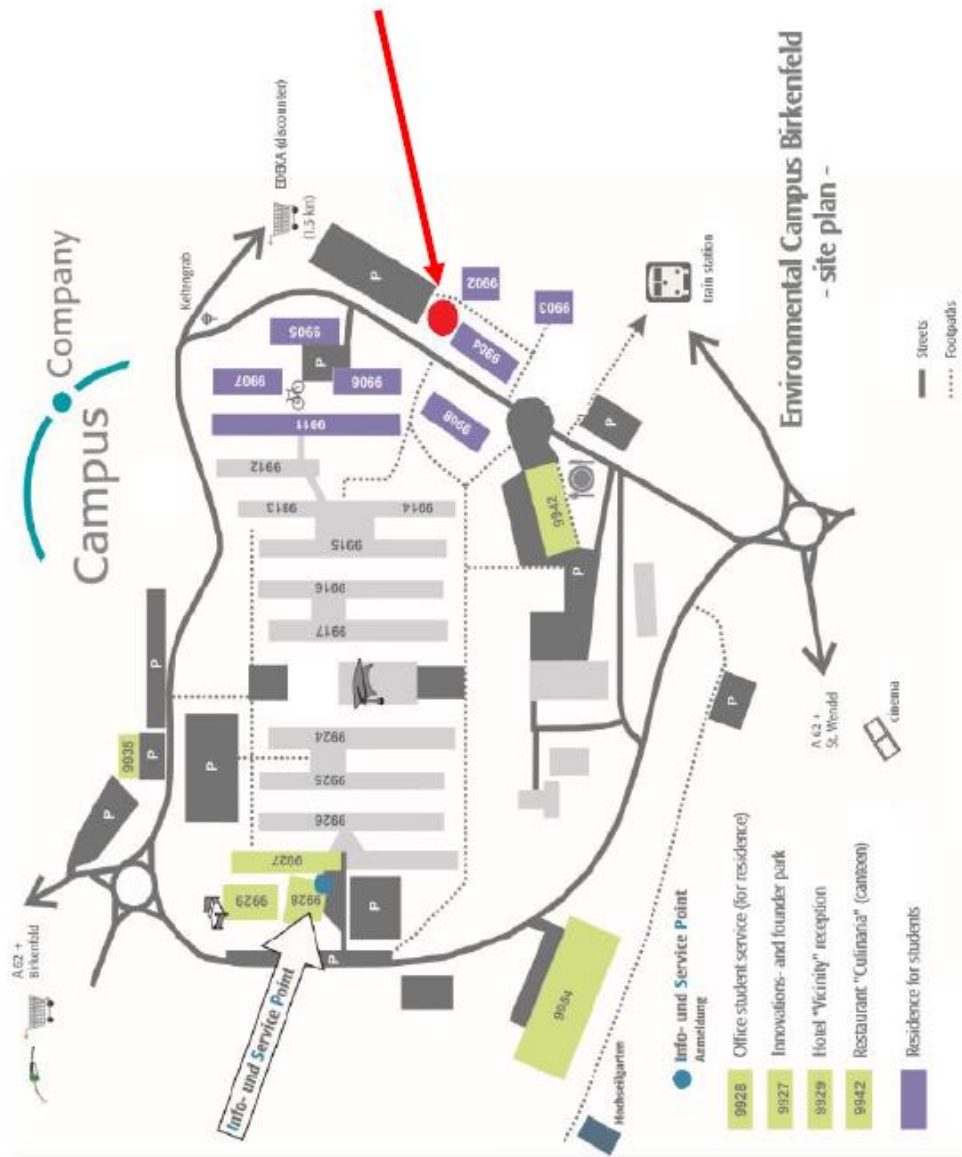 Campus Company
EDEKA (discounter)
(1,5 km)
Keltengrab
P
9902
9903
9904
9905
P
9907
9906
9908
9911
9912
9913
9914
9915
9916
9917
9942
P
P
train station
Environmental Campus Birkenfeld
- site plan -
Streets
Footpaths
P
P
9924
9925
9926
P
9927
9929
9928
P
P
P
A 62 +
Birkenfeld
Info- und Service Point
P
A 62 +
St. Wendel
cinema
Hochseilgarten
Info- und Service Point
Anmeldung
9928 Office student service (for residence)
9927 Innovations- and founder park
9929 Hotel "Vicinity" reception
9942 Restaurant "Culinaria" (canteen)
Residence for students